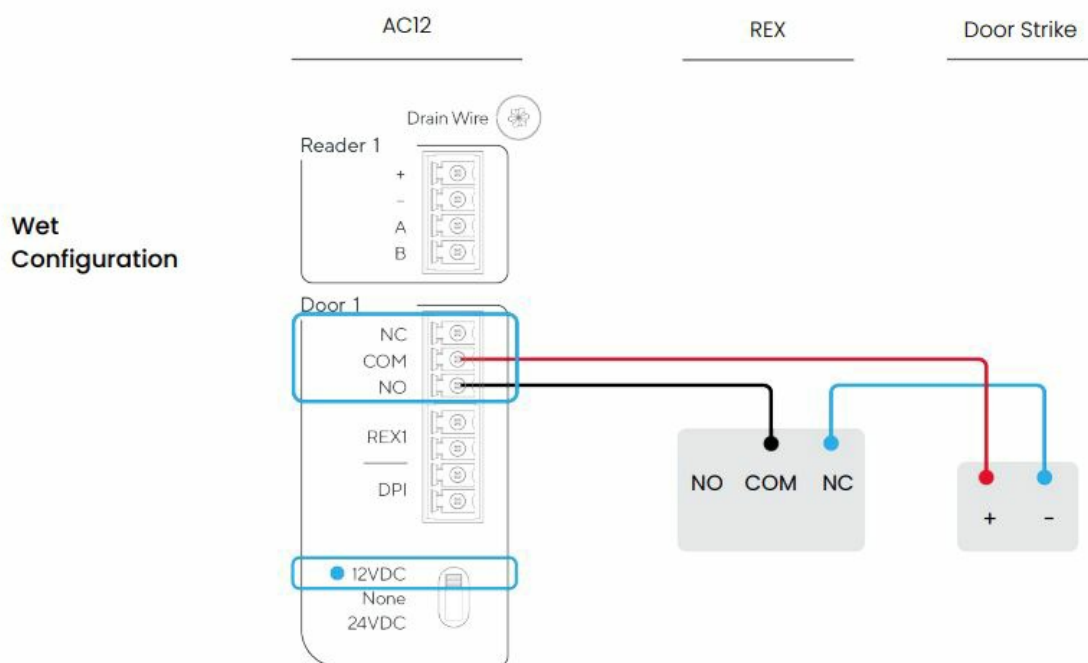 AC12
REX
Door Strike
Drain Wire
Reader 1
+
-
A
B
Wet
Configuration
Door 1
NC
COM
NO
REX1
DPI
NO COM NC
+ -
12VDC
None
24VDC